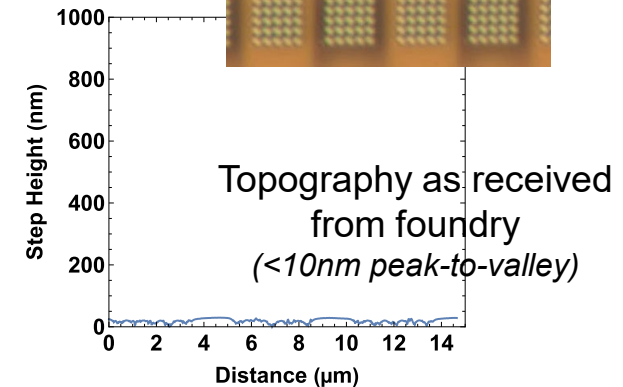 1000
800
600
400
200
0
Step Height (nm)
Topography as received
from foundry
(<10nm peak-to-valley)
0 2 4 6 8 10 12 14
Distance (µm)